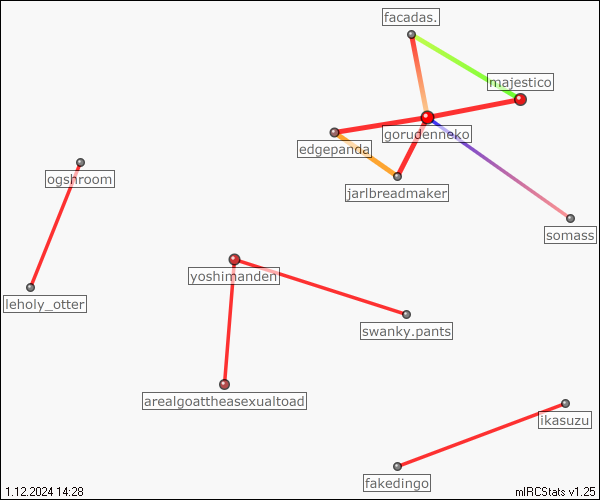 facadas.
majestico
gorudenneko
edgepanda
ogshroom
jarlbreadmaker
somass
yoshimanden
leholy_otter
swanky.pants
arealgoattheasexualtoad
ikasuzu
fakedingo
1.12.2024 14:28
mIRCStats v1.25